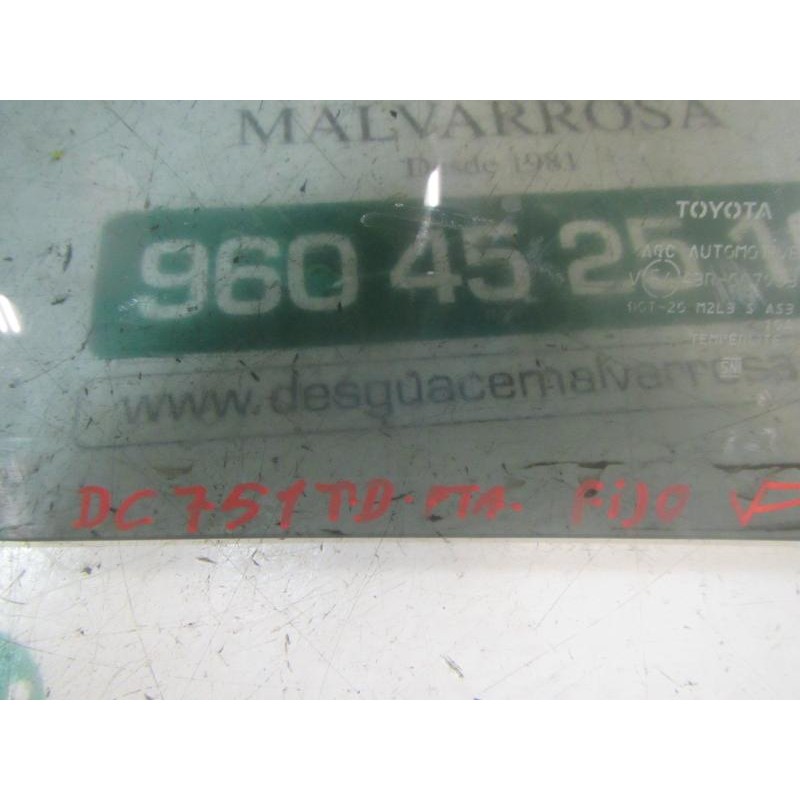 MALVARROSA
Desde 1981
960 45 25 1
TOYOTA
AGC AUTOMOTIVE
DOT-20 M2L3 S AS3
www.desguacemalvarrosa
DC 751 TD. PTA. FIJO